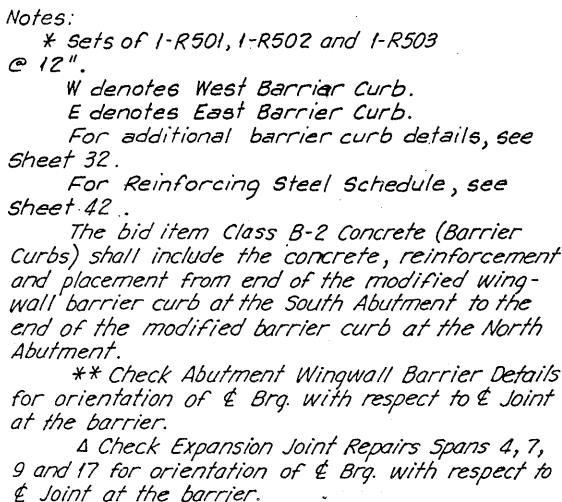 Notes:
* Sets of 1-R501, 1-R502 and 1-R503
@ 12".
W denotes West Barrier Curb.
E denotes East Barrier Curb.
For additional barrier curb details, see
Sheet 32.
For Reinforcing Steel Schedule, see
Sheet 42.
The bid item Class B-2 Concrete (Barrier
Curbs) shall include the concrete, reinforcement
and placement from end of the modified wing-
wall barrier curb at the South Abutment to the
end of the modified barrier curb at the North
Abutment.
** Check Abutment Wingwall Barrier Details
for orientation of ℄ Brg. with respect to ℄ Joint
at the barrier.
Δ Check Expansion Joint Repairs Spans 4, 7,
9 and 17 for orientation of ℄ Brg. with respect to
℄ Joint at the barrier.